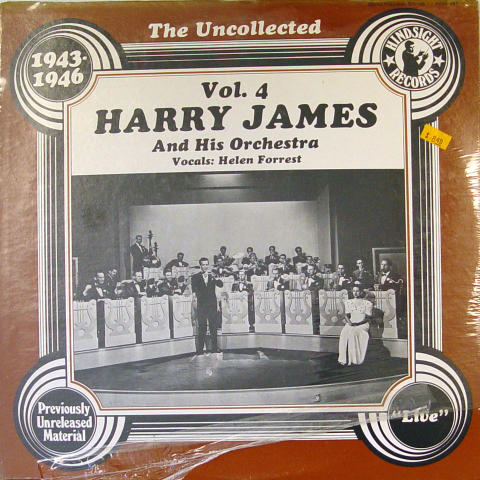 The Uncollected
1943-
1946
HINDSIGHT
RECORDS
Vol. 4
HARRY JAMES
And His Orchestra
Vocals: Helen Forrest
Previously
Unreleased
Material
"Live"